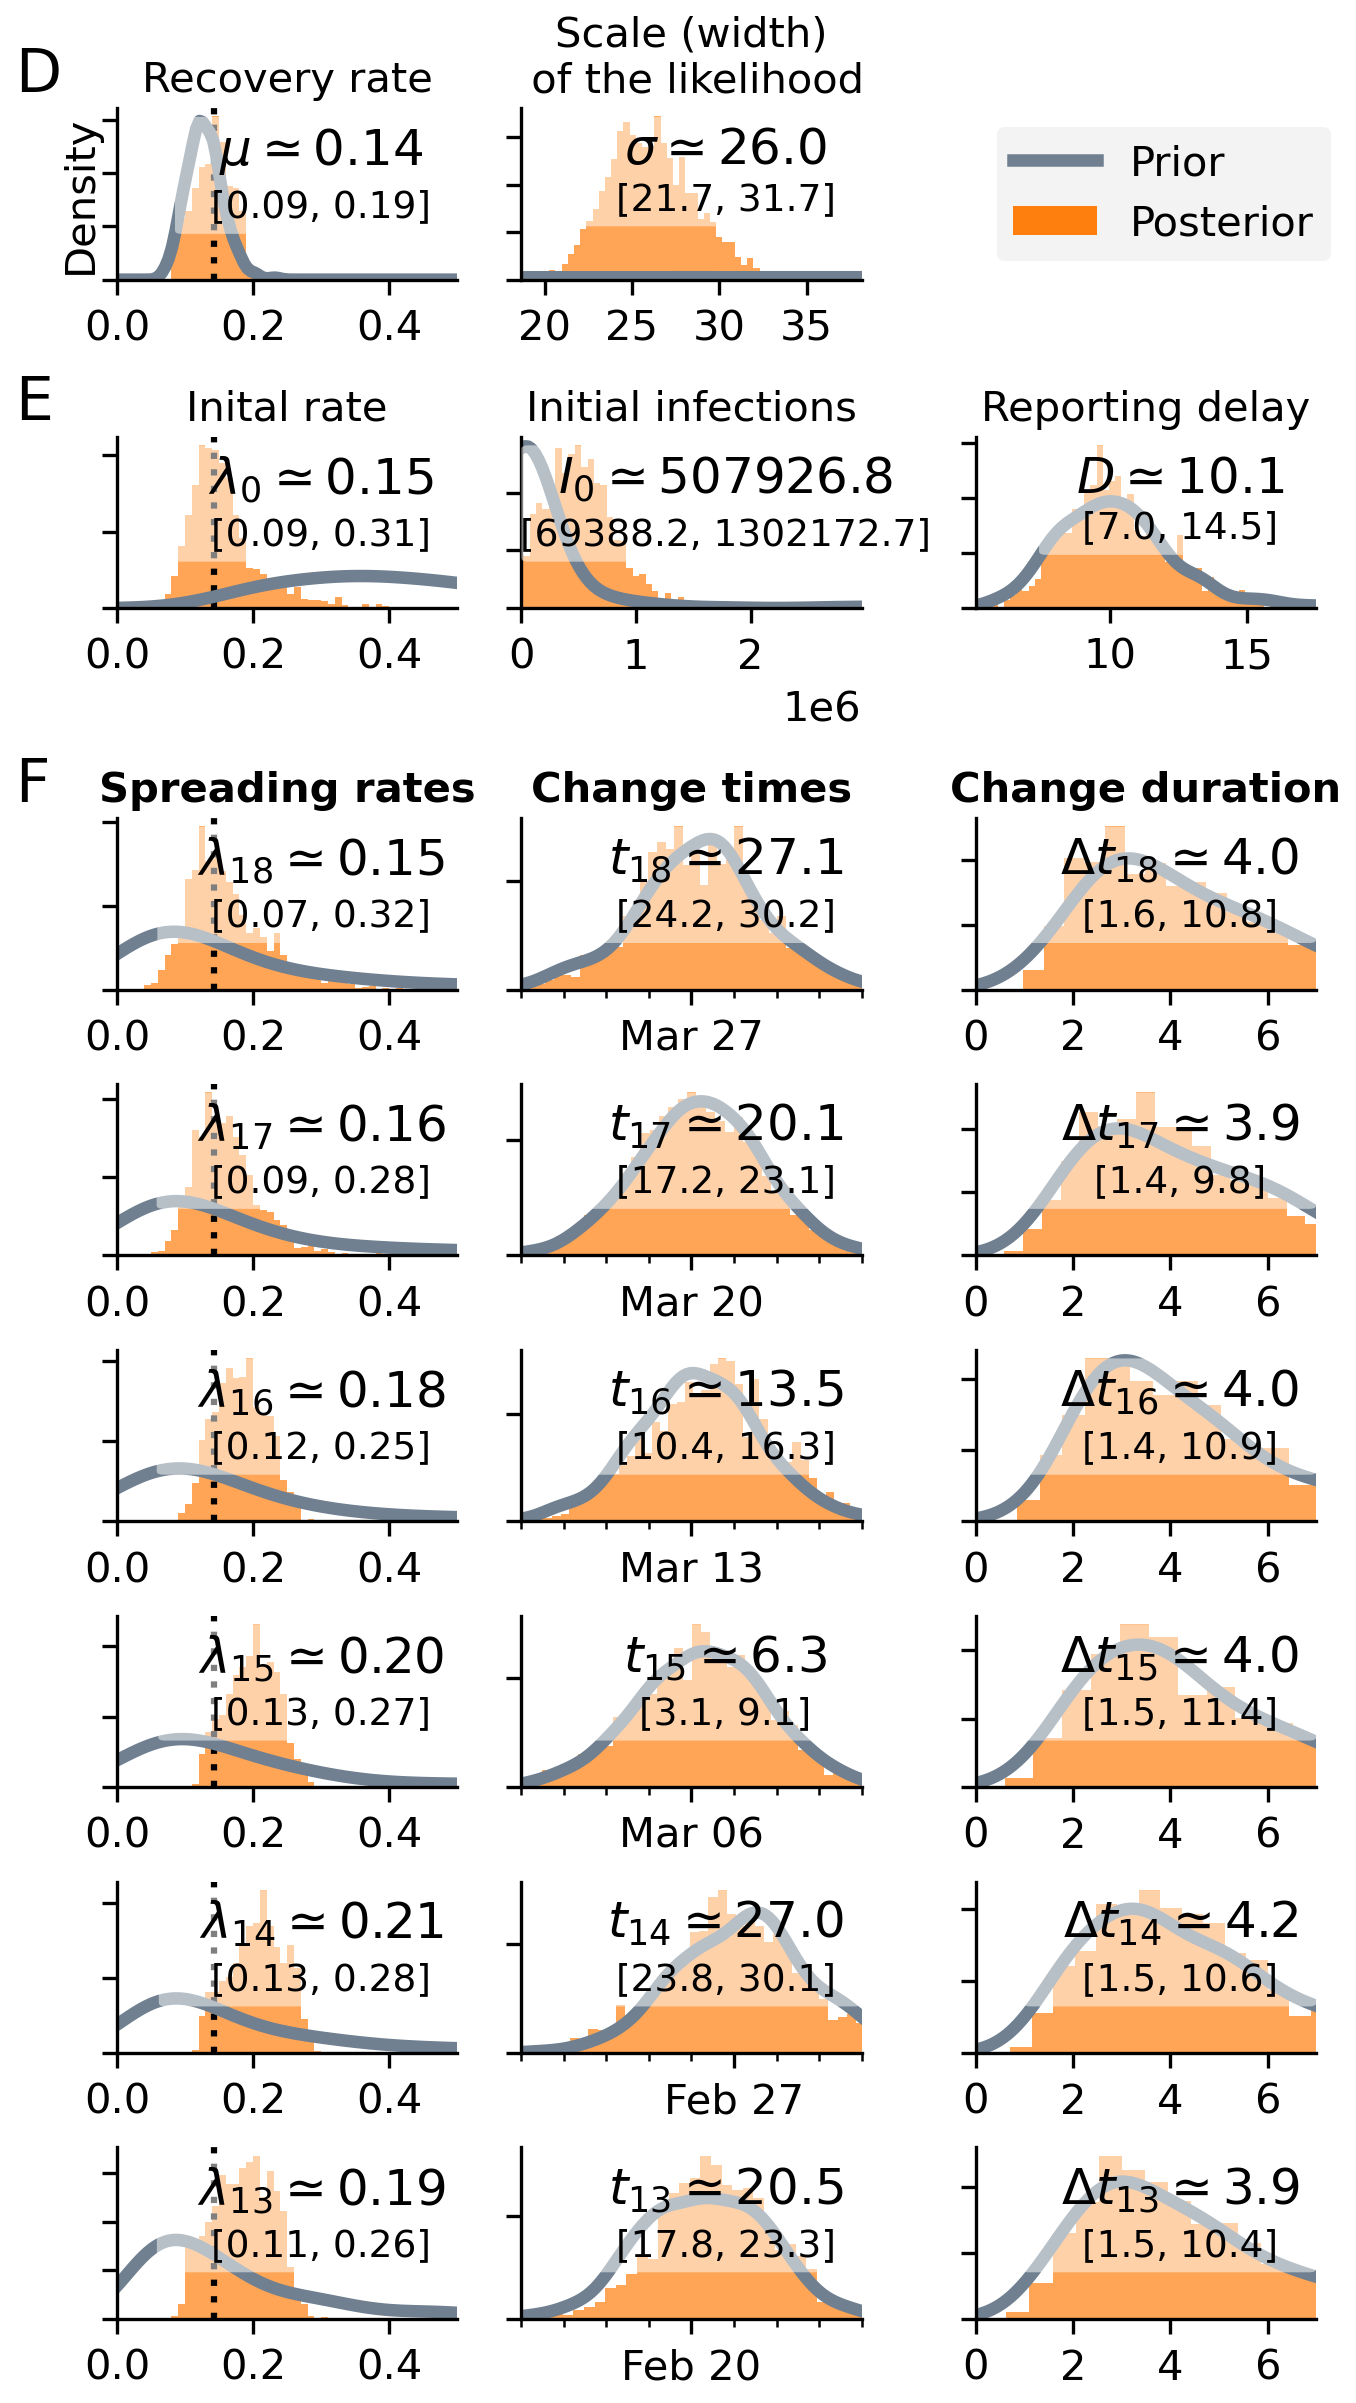 D
Recovery rate
Density
μ ≃ 0.14
[0.09, 0.19]
0.0 0.2 0.4
Scale (width)
of the likelihood
σ ≃ 26.0
[21.7, 31.7]
20 25 30 35
Prior
Posterior
E
Inital rate
λ0 ≃ 0.15
[0.09, 0.31]
0.0 0.2 0.4
Initial infections
I0 ≃ 507926.8
[69388.2, 1302172.7]
0 1 2
1e6
Reporting delay
D ≃ 10.1
[7.0, 14.5]
10 15
F
Spreading rates
Change times
Change duration
λ18 ≃ 0.15
[0.07, 0.32]
0.0 0.2 0.4
t18 ≃ 27.1
[24.2, 30.2]
Mar 27
Δt18 ≃ 4.0
[1.6, 10.8]
0 2 4 6
λ17 ≃ 0.16
[0.09, 0.28]
0.0 0.2 0.4
t17 ≃ 20.1
[17.2, 23.1]
Mar 20
Δt17 ≃ 3.9
[1.4, 9.8]
0 2 4 6
λ16 ≃ 0.18
[0.12, 0.25]
0.0 0.2 0.4
t16 ≃ 13.5
[10.4, 16.3]
Mar 13
Δt16 ≃ 4.0
[1.4, 10.9]
0 2 4 6
λ15 ≃ 0.20
[0.13, 0.27]
0.0 0.2 0.4
t15 ≃ 6.3
[3.1, 9.1]
Mar 06
Δt15 ≃ 4.0
[1.5, 11.4]
0 2 4 6
λ14 ≃ 0.21
[0.13, 0.28]
0.0 0.2 0.4
t14 ≃ 27.0
[23.8, 30.1]
Feb 27
Δt14 ≃ 4.2
[1.5, 10.6]
0 2 4 6
λ13 ≃ 0.19
[0.11, 0.26]
0.0 0.2 0.4
t13 ≃ 20.5
[17.8, 23.3]
Feb 20
Δt13 ≃ 3.9
[1.5, 10.4]
0 2 4 6